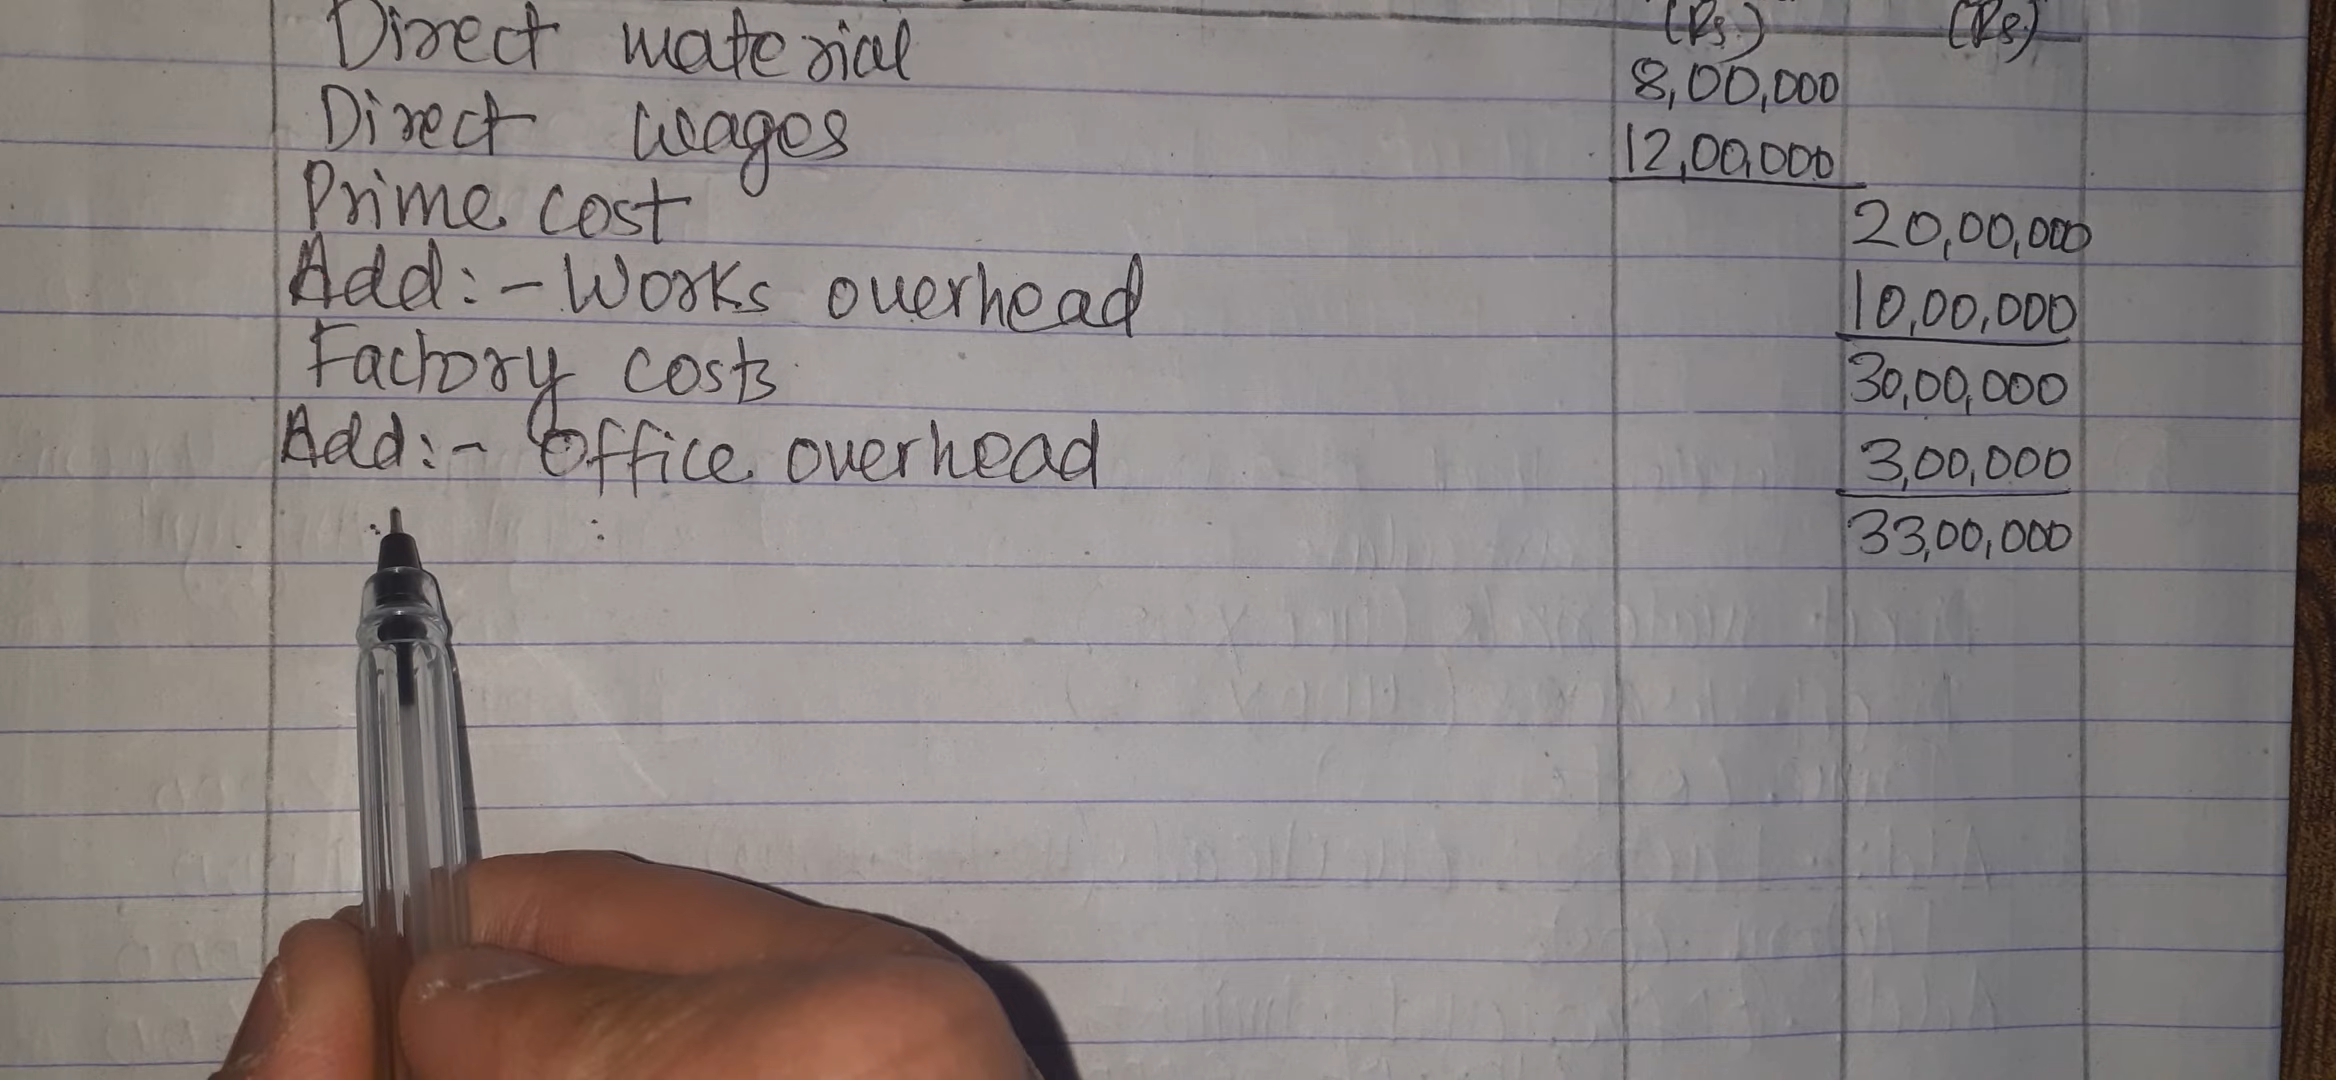 (Rs.) (Rs)
Direct material 8,00,000
Direct wages 12,00,000
Prime cost 20,00,000
Add:- Works overhead 10,00,000
Factory costs 30,00,000
Add:- Office overhead 3,00,000
33,00,000